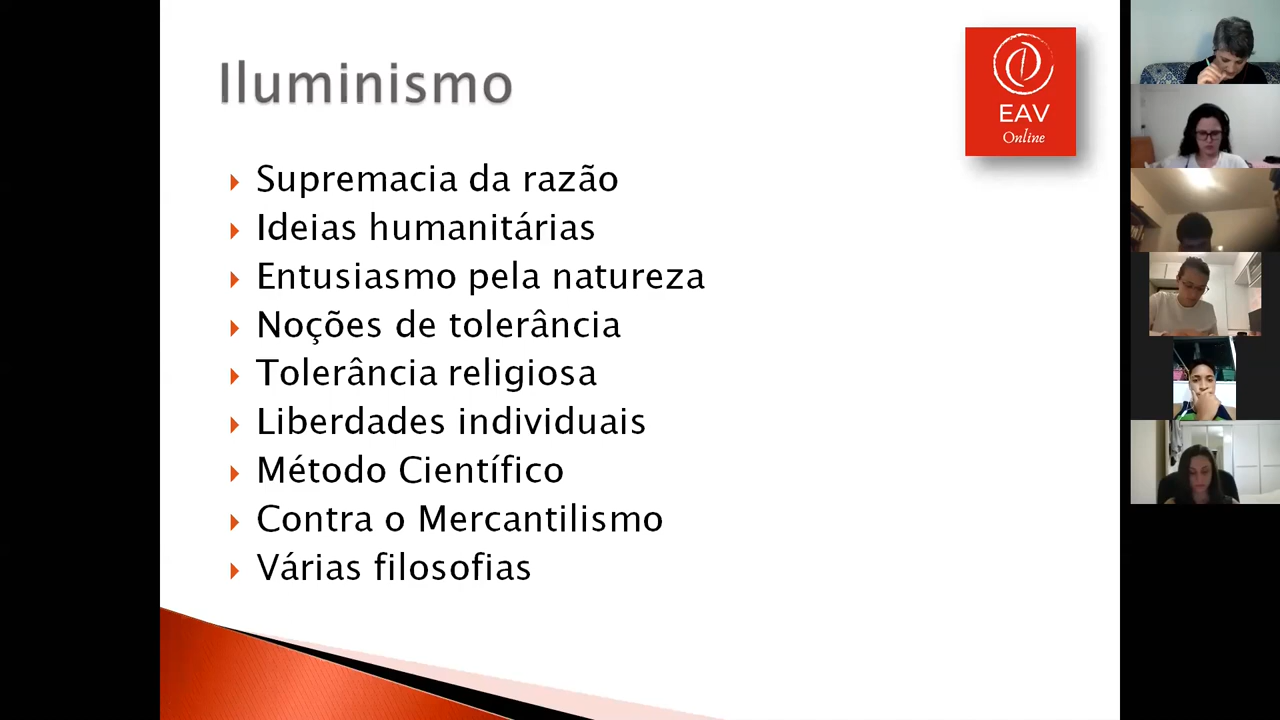 Iluminismo
EAV
Online
Supremacia da razão
Ideias humanitárias
Entusiasmo pela natureza
Noções de tolerância
Tolerância religiosa
Liberdades individuais
Método Científico
Contra o Mercantilismo
Várias filosofias